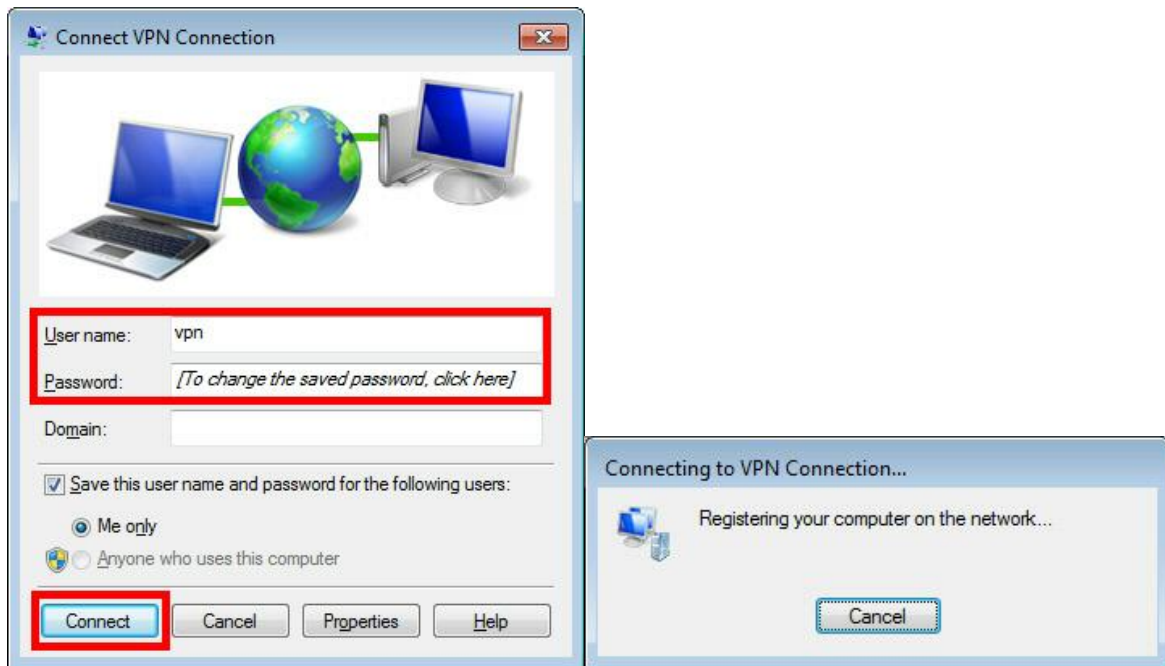 Connect VPN Connection
User name: vpn
Password: [To change the saved password, click here]
Domain:
Save this user name and password for the following users:
Me only
Anyone who uses this computer
Connect Cancel Properties Help
Connecting to VPN Connection...
Registering your computer on the network...
Cancel